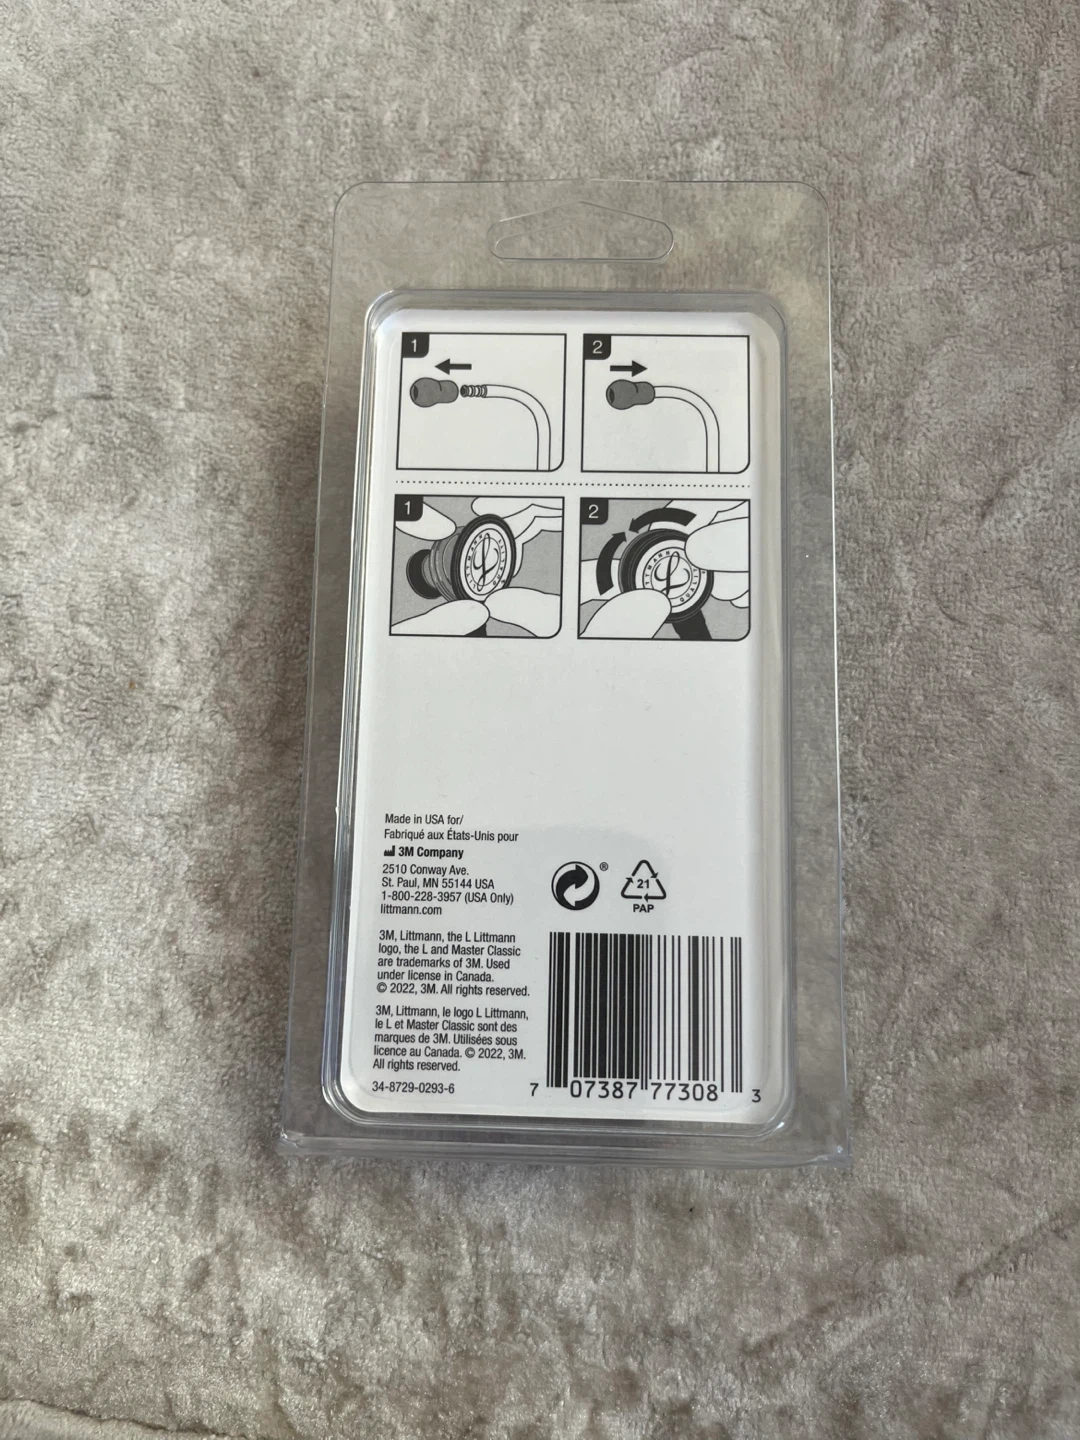 1
2
1
LITTMANN
QUALITY
2
LITTMANN
QUALITY
Made in USA for/
Fabriqué aux États-Unis pour
3M Company
2510 Conway Ave.
St. Paul, MN 55144 USA
1-800-228-3957 (USA Only)
littmann.com
®
21
PAP
3M, Littmann, the L Littmann
logo, the L and Master Classic
are trademarks of 3M. Used
under license in Canada.
© 2022, 3M. All rights reserved.
3M, Littmann, le logo L Littmann,
le L et Master Classic sont des
marques de 3M. Utilisées sous
licence au Canada. © 2022, 3M.
All rights reserved.
34-8729-0293-6
7 07387 77308 3